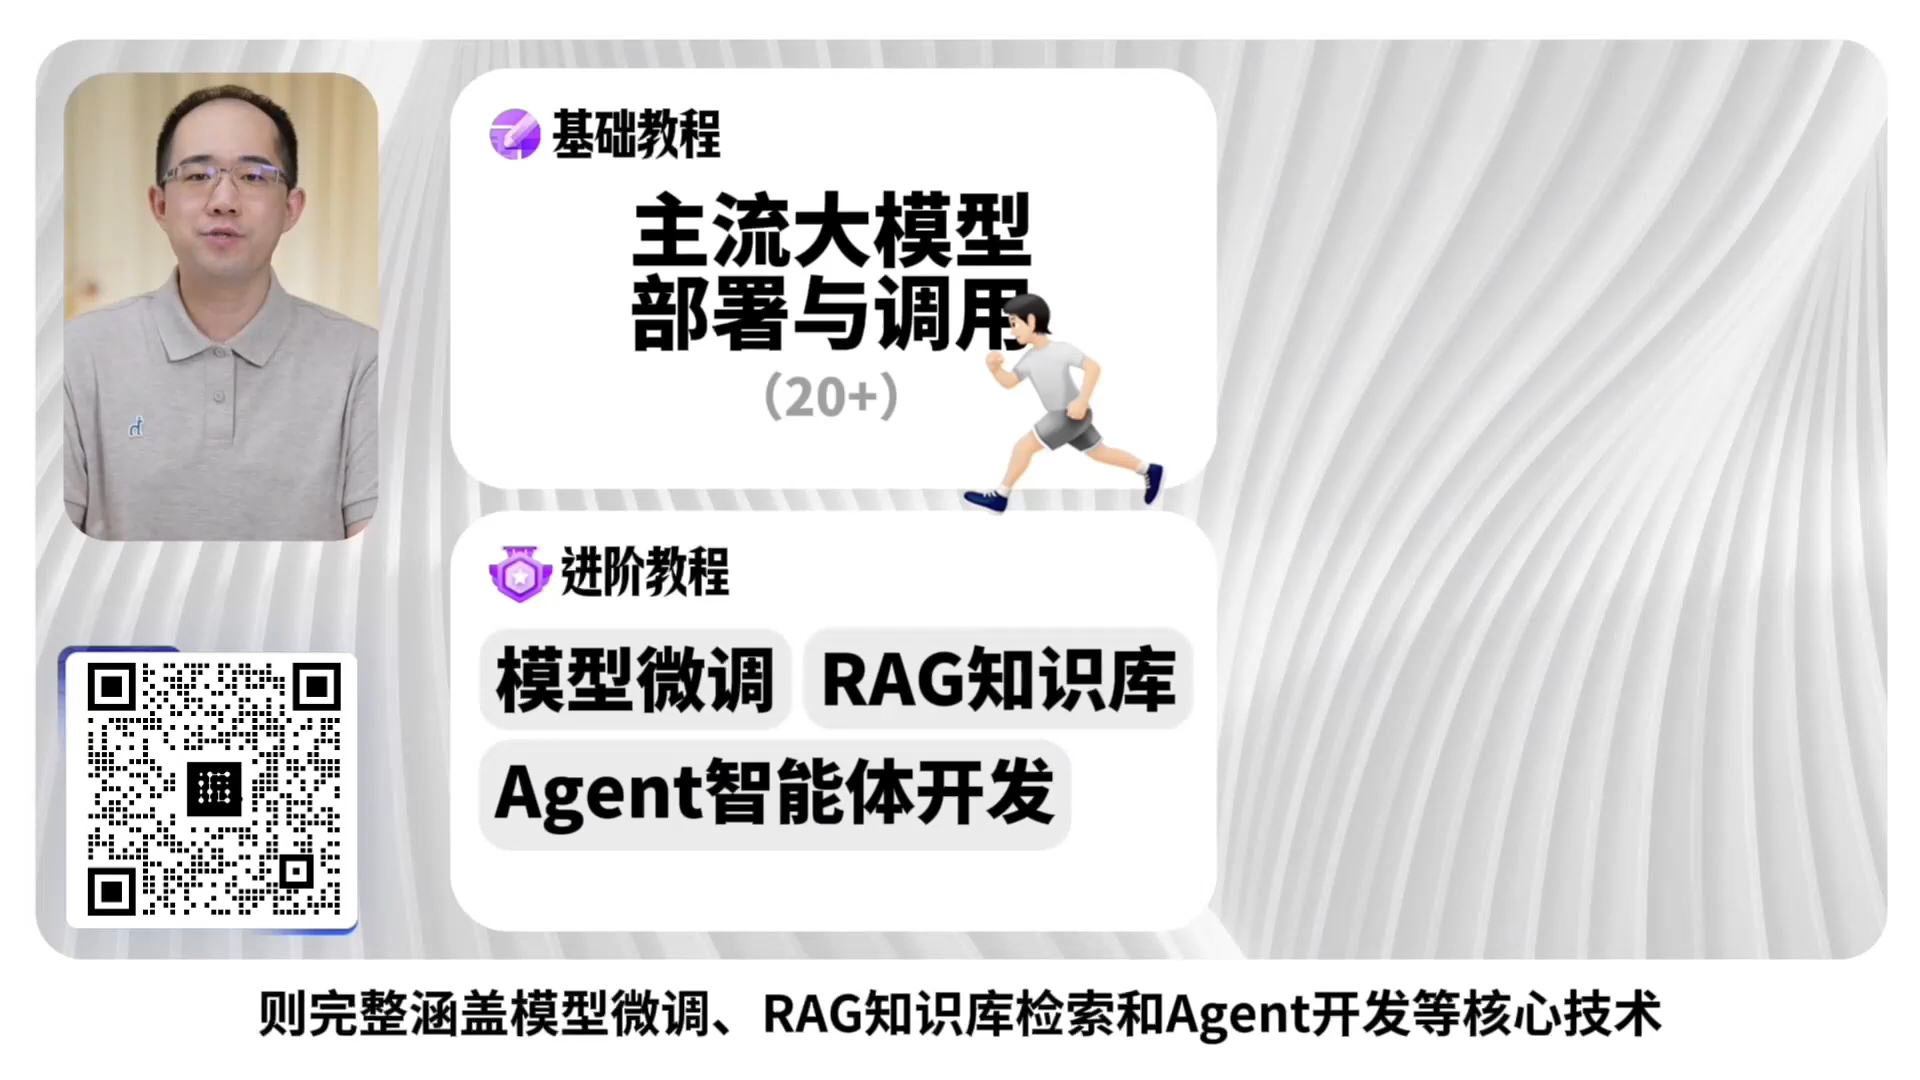 基础教程
主流大模型
部署与调用
（20+）
进阶教程
模型微调
RAG知识库
Agent智能体开发
则完整涵盖模型微调、RAG知识库检索和Agent开发等核心技术